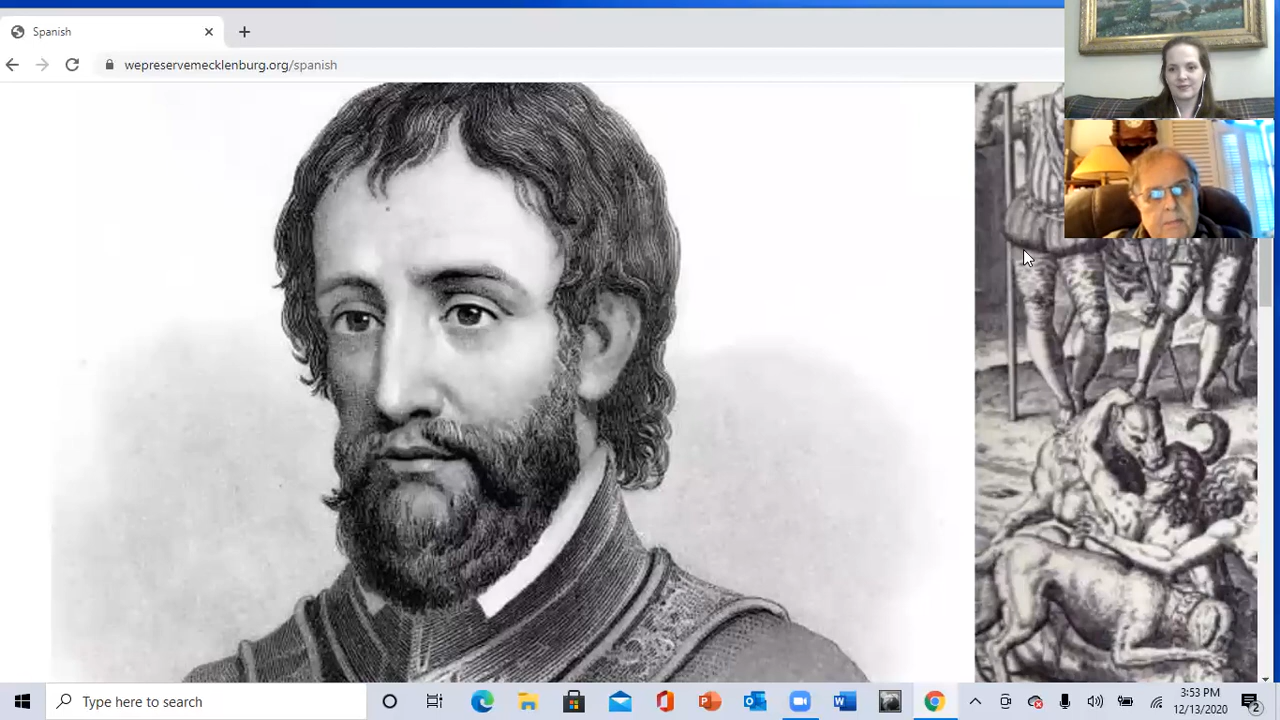 Spanish
wepreservemecklenburg.org/spanish
Type here to search
3:53 PM
12/13/2020
2